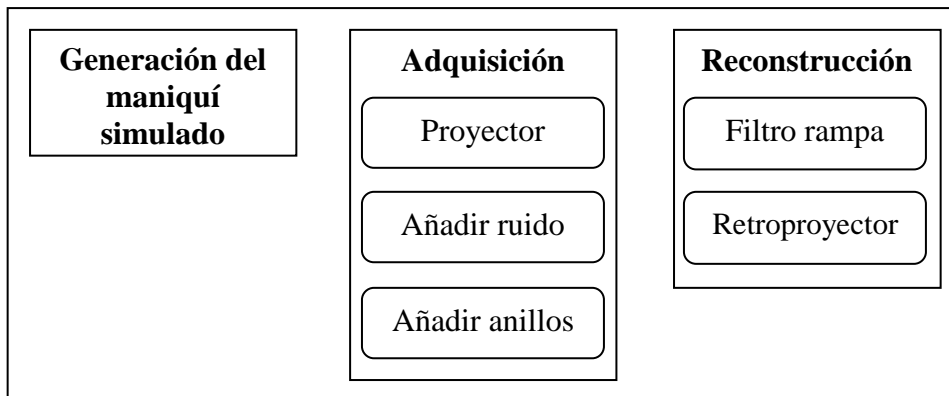 Generación del
maniquí
simulado
Adquisición
Proyector
Añadir ruido
Añadir anillos
Reconstrucción
Filtro rampa
Retroproyector